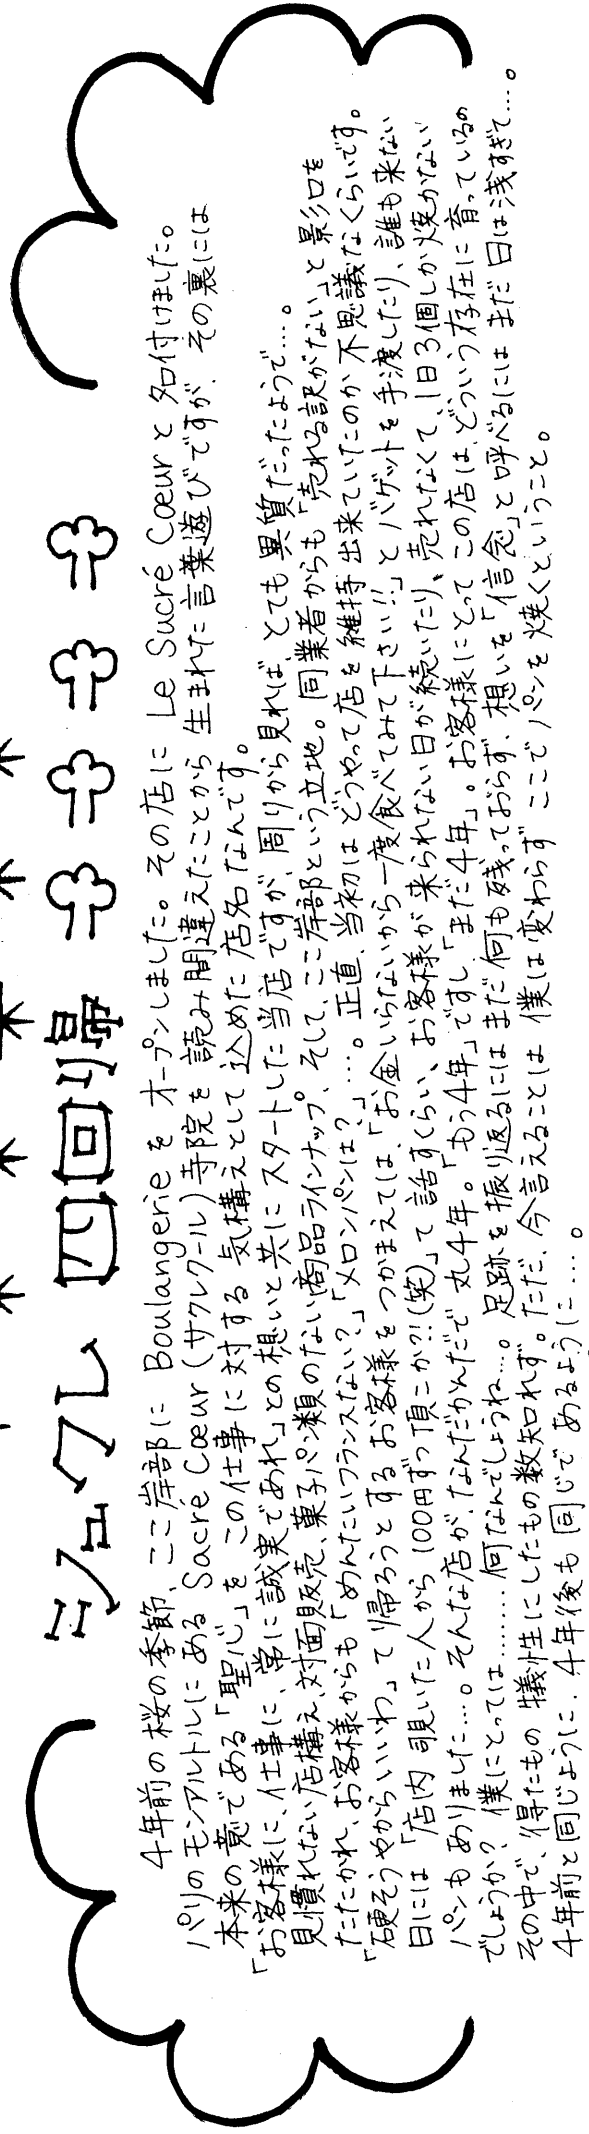 シュクレ 四回帰
4年前の桜の季節、ここ岸部に Boulangerieを オープンしました。その店に Le Sucré Cœurと名付けました。
パリのモンマルトルにある Sacré Cœur（サクレクール）寺院を 読み間違えたことから 生まれた言葉遊びですが、その裏には
本来の意である「聖心」を この仕事に対する 気構えとして 込めた店名なんです。
「お客様に、仕事に、常に誠実であれ」との想いと共に スタートした当店ですが、周りから見れば、とても異質だったようで…。
見慣れない店構え、対面販売、菓子パン類のない商品ラインナップ、そして、ここ岸部という立地。同業者からも「売れる訳がない」と影口を
たたかれ、お客様からも「めんたいフランスない？」「メロンパンは？」…。正直、当初は どうやって店を維持出来ていたのか 不思議なくらいです。
「硬そうやからいいわ」て帰ろうとするお客様をつかまえては、「お金いらないから一度食べてみて下さい!!」とバゲットを手渡したり、誰も来ない
日には「店内覗いた人から 100円ずつ頂こか?!（笑）」て話すくらい、お客様が来られない日が続いたり、売れなくて、1日3個しか焼かない
パンもありました…。そんな店が、なんだかんだで丸4年。「もう4年」ですし「まだ4年」。お客様にとって この店は、どういう存在に育っているの
でしょうか？ 僕にとっては………何なんでしょうね…。足跡を振り返るには まだ何も残っておらず、想いを「信念」と呼べるには まだ日は浅すぎて…。
その中で、得たもの 犠牲にしたもの数知れず。ただ、今言えることは 僕は変わらず ここでパンを焼くということ。
4年前と同じように、4年後も同じであるように…。